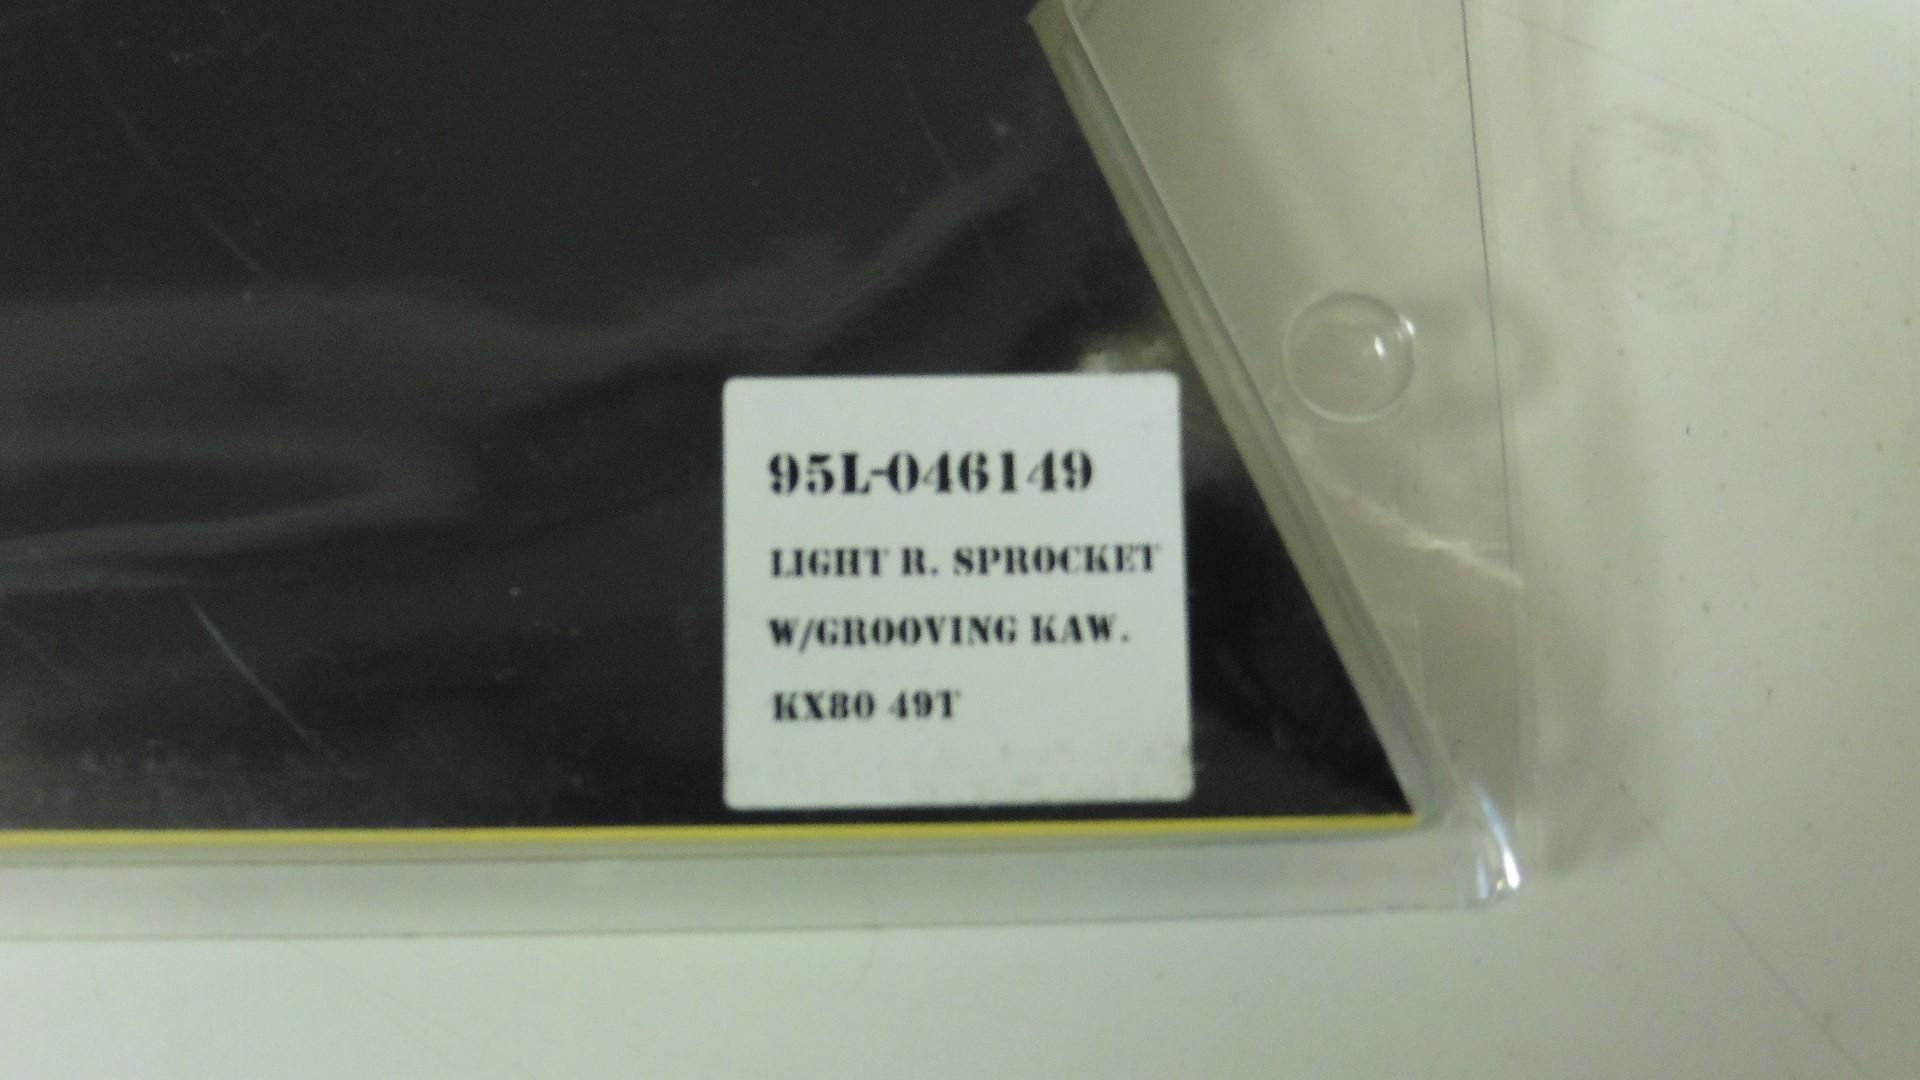 95L-046149
LIGHT R. SPROCKET
W/GROOVING KAW.
KX80 49T